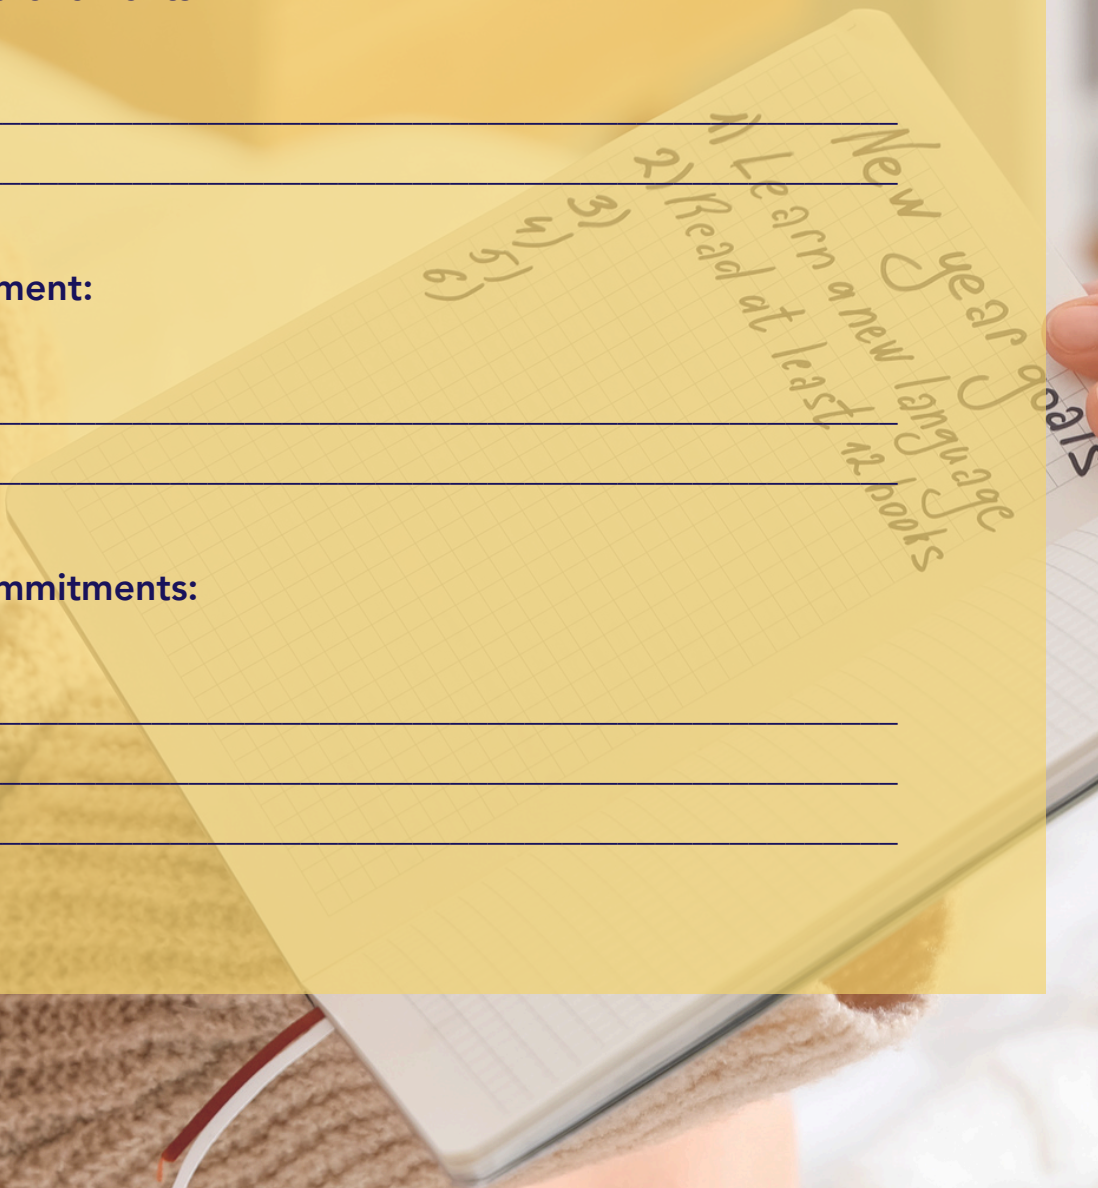 ment:
mmitments:
New year goals
1) Learn a new language
2) Read at least 12 books
3)
4)
5)
6)